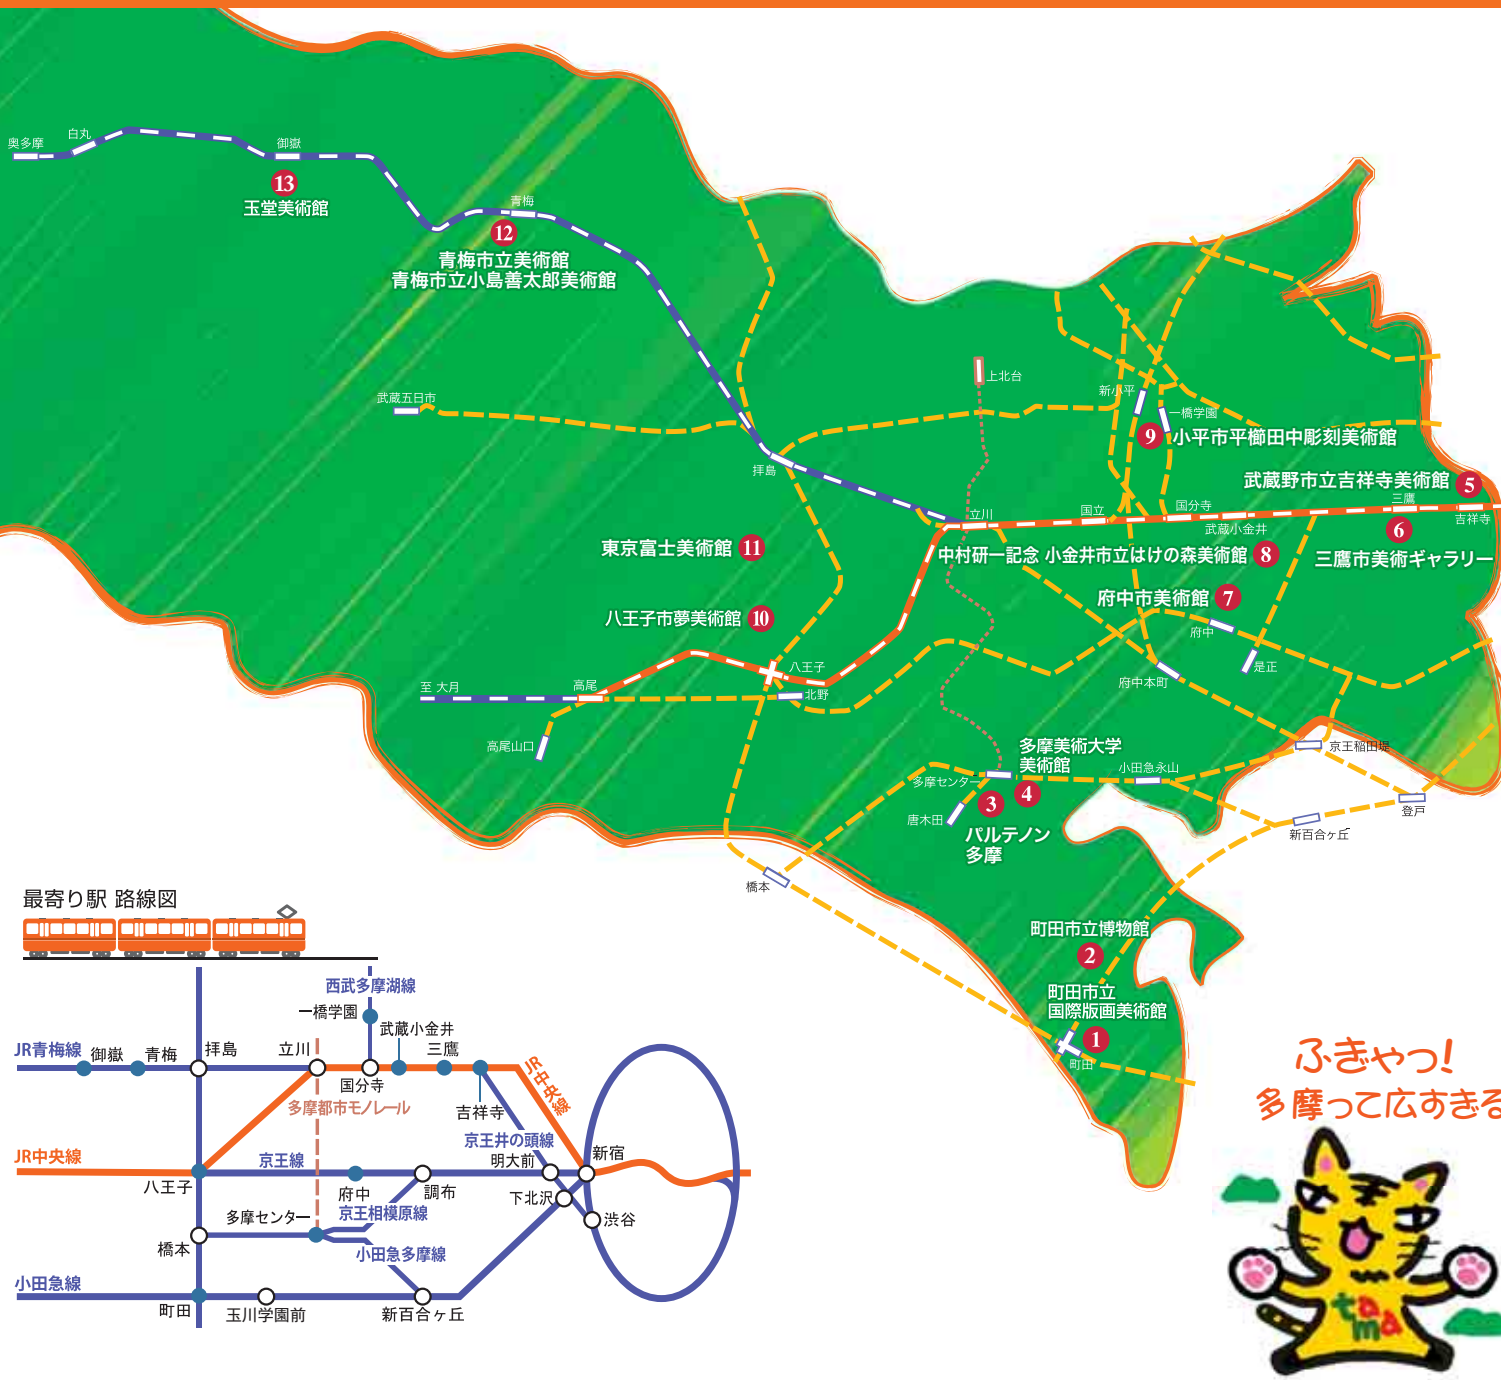 奥多摩
白丸
御嶽
13
玉堂美術館
青梅
12
青梅市立美術館
青梅市立小島善太郎美術館
武蔵五日市
上北台
新小平
一橋学園
9 小平市平櫛田中彫刻美術館
拝島
武蔵野市立吉祥寺美術館 5
立川
国立
国分寺
武蔵小金井
三鷹
吉祥寺
6
三鷹市美術ギャラリー
東京富士美術館 11
中村研一記念 小金井市立はけの森美術館 8
八王子市夢美術館 10
府中市美術館 7
府中
是正
府中本町
至 大月
高尾
八王子
北野
高尾山口
多摩美術大学
美術館
多摩センター
小田急永山
京王稲田堤
3
4
唐木田
パルテノン
多摩
登戸
新百合ヶ丘
橋本
町田市立博物館
2
町田市立
国際版画美術館
1
町田
最寄り駅 路線図
西武多摩湖線
一橋学園
武蔵小金井
JR青梅線
御嶽
青梅
拝島
立川
三鷹
国分寺
JR中央線
多摩都市モノレール
吉祥寺
京王井の頭線
JR中央線
京王線
明大前
新宿
八王子
府中
調布
下北沢
多摩センター
京王相模原線
渋谷
橋本
小田急多摩線
小田急線
町田
玉川学園前
新百合ヶ丘
ふぎゃっ!
多摩って広すぎる
tama